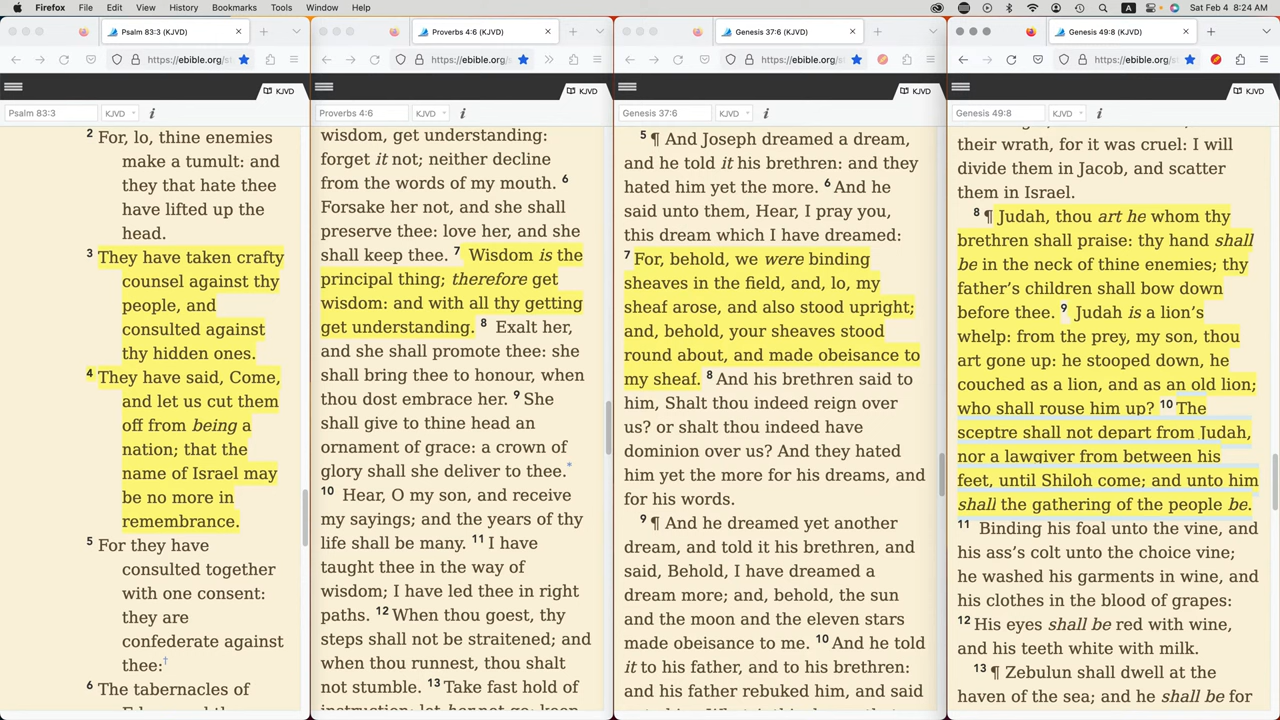 Firefox File Edit View History Bookmarks Tools Window Help
A
Sat Feb 4 8:24 AM
Psalm 83:3 (KJVD)
https://ebible.org/
KJVD
Psalm 83:3 KJVD i
2 For, lo, thine enemies
make a tumult: and
they that hate thee
have lifted up the
head.
3 They have taken crafty
counsel against thy
people, and
consulted against
thy hidden ones.
4 They have said, Come,
and let us cut them
off from being a
nation; that the
name of Israel may
be no more in
remembrance.
5 For they have
consulted together
with one consent:
they are
confederate against
thee:†
6 The tabernacles of
Proverbs 4:6 (KJVD)
https://ebible.org/
KJVD
Proverbs 4:6 KJVD i
wisdom, get understanding:
forget it not; neither decline
from the words of my mouth. 6
Forsake her not, and she shall
preserve thee: love her, and she
shall keep thee. 7 Wisdom is the
principal thing; therefore get
wisdom: and with all thy getting
get understanding. 8 Exalt her,
and she shall promote thee: she
shall bring thee to honour, when
thou dost embrace her. 9 She
shall give to thine head an
ornament of grace: a crown of
glory shall she deliver to thee.*
10 Hear, O my son, and receive
my sayings; and the years of thy
life shall be many. 11 I have
taught thee in the way of
wisdom; I have led thee in right
paths. 12 When thou goest, thy
steps shall not be straitened; and
when thou runnest, thou shalt
not stumble. 13 Take fast hold of
Genesis 37:6 (KJVD)
https://ebible.org/
KJVD
Genesis 37:6 KJVD i
5 ¶ And Joseph dreamed a dream,
and he told it his brethren: and they
hated him yet the more. 6 And he
said unto them, Hear, I pray you,
this dream which I have dreamed:
7 For, behold, we were binding
sheaves in the field, and, lo, my
sheaf arose, and also stood upright;
and, behold, your sheaves stood
round about, and made obeisance to
my sheaf. 8 And his brethren said to
him, Shalt thou indeed reign over
us? or shalt thou indeed have
dominion over us? And they hated
him yet the more for his dreams, and
for his words.
9 ¶ And he dreamed yet another
dream, and told it his brethren, and
said, Behold, I have dreamed a
dream more; and, behold, the sun
and the moon and the eleven stars
made obeisance to me. 10 And he told
it to his father, and to his brethren:
and his father rebuked him, and said
Genesis 49:8 (KJVD)
https://ebible.org/
KJVD
Genesis 49:8 KJVD i
their wrath, for it was cruel: I will
divide them in Jacob, and scatter
them in Israel.
8 ¶ Judah, thou art he whom thy
brethren shall praise: thy hand shall
be in the neck of thine enemies; thy
father’s children shall bow down
before thee. 9 Judah is a lion’s
whelp: from the prey, my son, thou
art gone up: he stooped down, he
couched as a lion, and as an old lion;
who shall rouse him up? 10 The
sceptre shall not depart from Judah,
nor a lawgiver from between his
feet, until Shiloh come; and unto him
shall the gathering of the people be.
11 Binding his foal unto the vine, and
his ass’s colt unto the choice vine;
he washed his garments in wine, and
his clothes in the blood of grapes:
12 His eyes shall be red with wine,
and his teeth white with milk.
13 ¶ Zebulun shall dwell at the
haven of the sea; and he shall be for